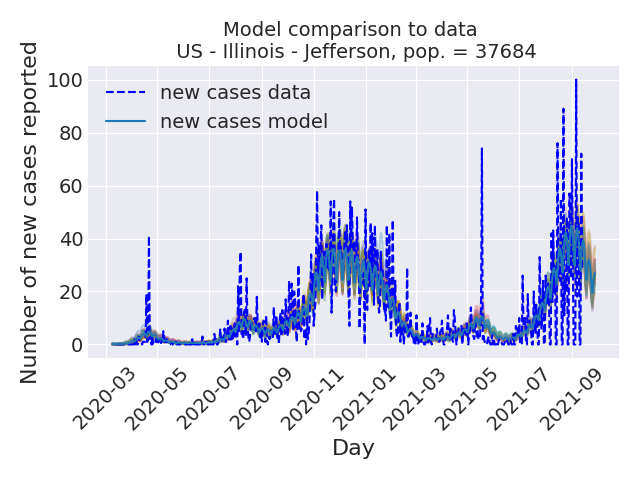 Model comparison to data
US - Illinois - Jefferson, pop. = 37684
Number of new cases reported
100
80
60
40
20
0
new cases data
new cases model
2020-03
2020-05
2020-07
2020-09
2020-11
2021-01
2021-03
2021-05
2021-07
2021-09
Day